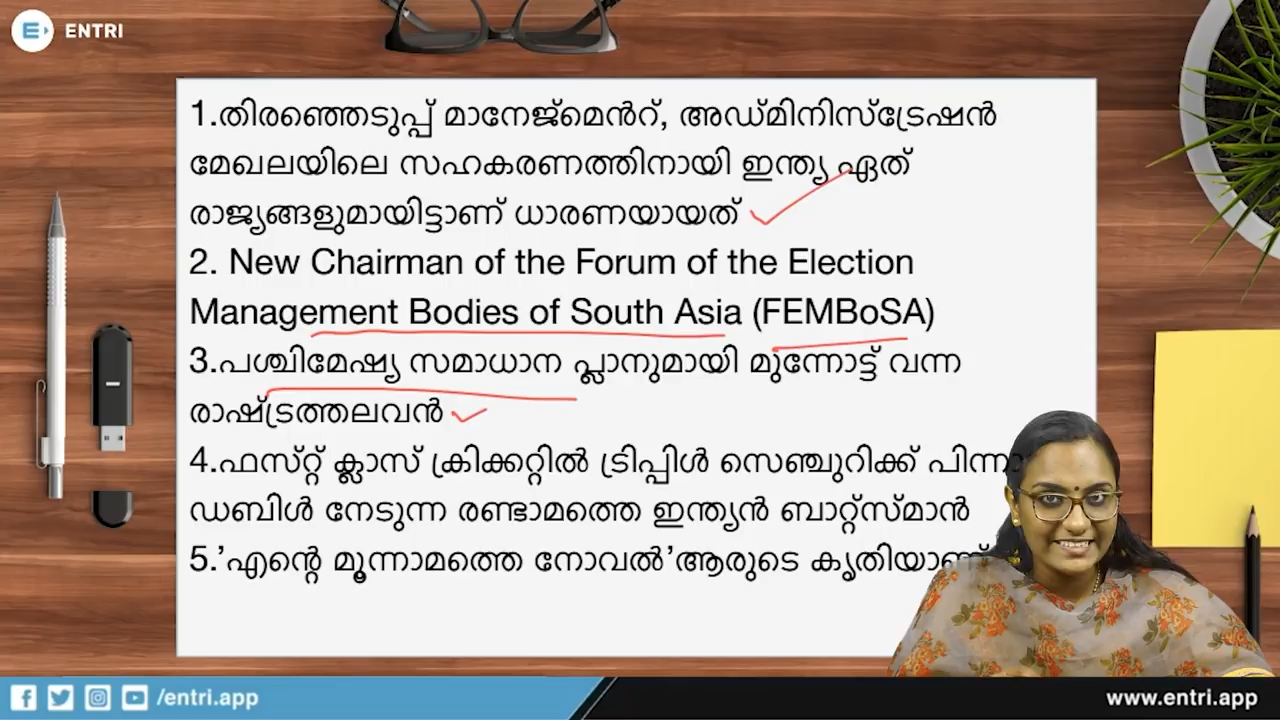 ENTRI
1.തിരഞ്ഞെടുപ്പ് മാനേജ്മെൻറ്, അഡ്മിനിസ്ട്രേഷൻ
മേഖലയിലെ സഹകരണത്തിനായി ഇന്ത്യ ഏത്
രാജ്യങ്ങളുമായിട്ടാണ് ധാരണയായത്
2. New Chairman of the Forum of the Election
Management Bodies of South Asia (FEMBoSA)
3.പശ്ചിമേഷ്യ സമാധാന പ്ലാനുമായി മുന്നോട്ട് വന്ന
രാഷ്ട്രത്തലവൻ
4.ഫസ്റ്റ് ക്ലാസ് ക്രിക്കറ്റിൽ ട്രിപ്പിൾ സെഞ്ചുറിക്ക്
ഡബിൾ നേടുന്ന രണ്ടാമത്തെ ഇന്ത്യൻ ബാറ്റ്സ്മാൻ
5.’എന്റെ മൂന്നാമത്തെ നോവൽ’ആരുടെ കൃതിയാണ്
/entri.app
www.entri.app